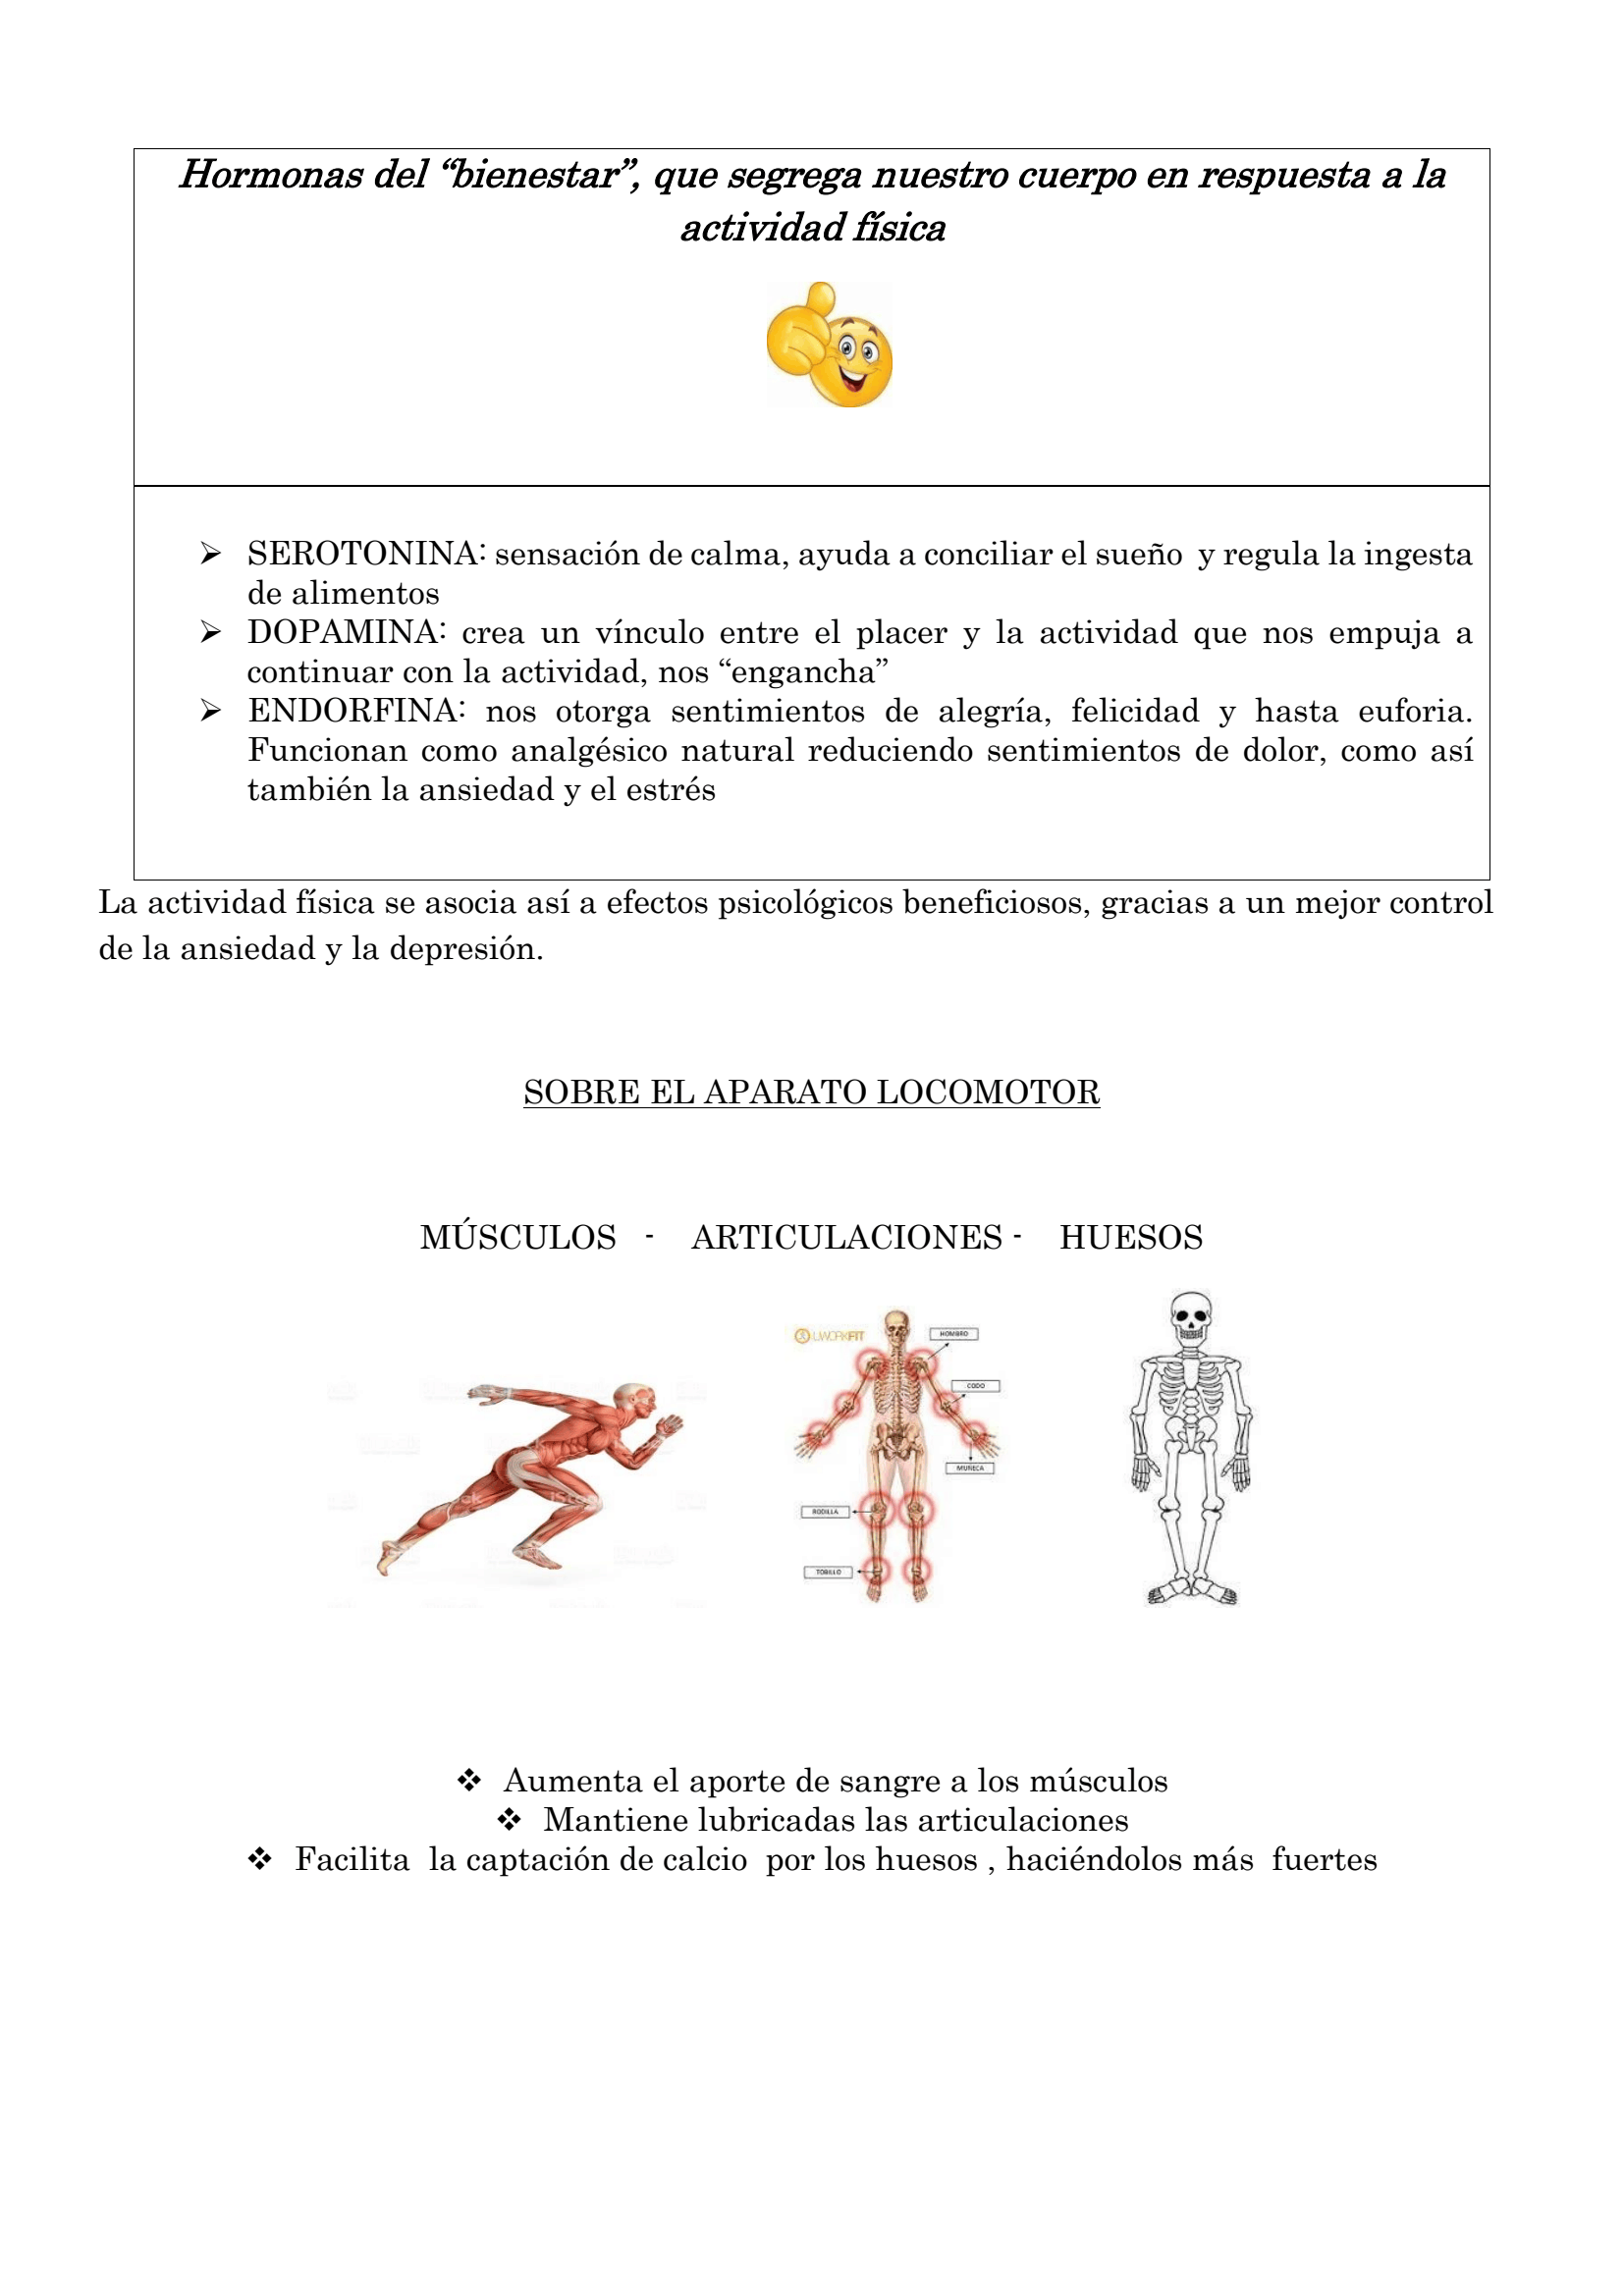 Hormonas del “bienestar”, que segrega nuestro cuerpo en respuesta a la
actividad física
➢ SEROTONINA: sensación de calma, ayuda a conciliar el sueño y regula la ingesta
de alimentos
➢ DOPAMINA: crea un vínculo entre el placer y la actividad que nos empuja a
continuar con la actividad, nos “engancha”
➢ ENDORFINA: nos otorga sentimientos de alegría, felicidad y hasta euforia.
Funcionan como analgésico natural reduciendo sentimientos de dolor, como así
también la ansiedad y el estrés
La actividad física se asocia así a efectos psicológicos beneficiosos, gracias a un mejor control
de la ansiedad y la depresión.
SOBRE EL APARATO LOCOMOTOR
MÚSCULOS - ARTICULACIONES - HUESOS
UWORKFIT
HOMBRO
CODO
MUÑECA
RODILLA
TOBILLO
iStock
❖ Aumenta el aporte de sangre a los músculos
❖ Mantiene lubricadas las articulaciones
❖ Facilita la captación de calcio por los huesos , haciéndolos más fuertes